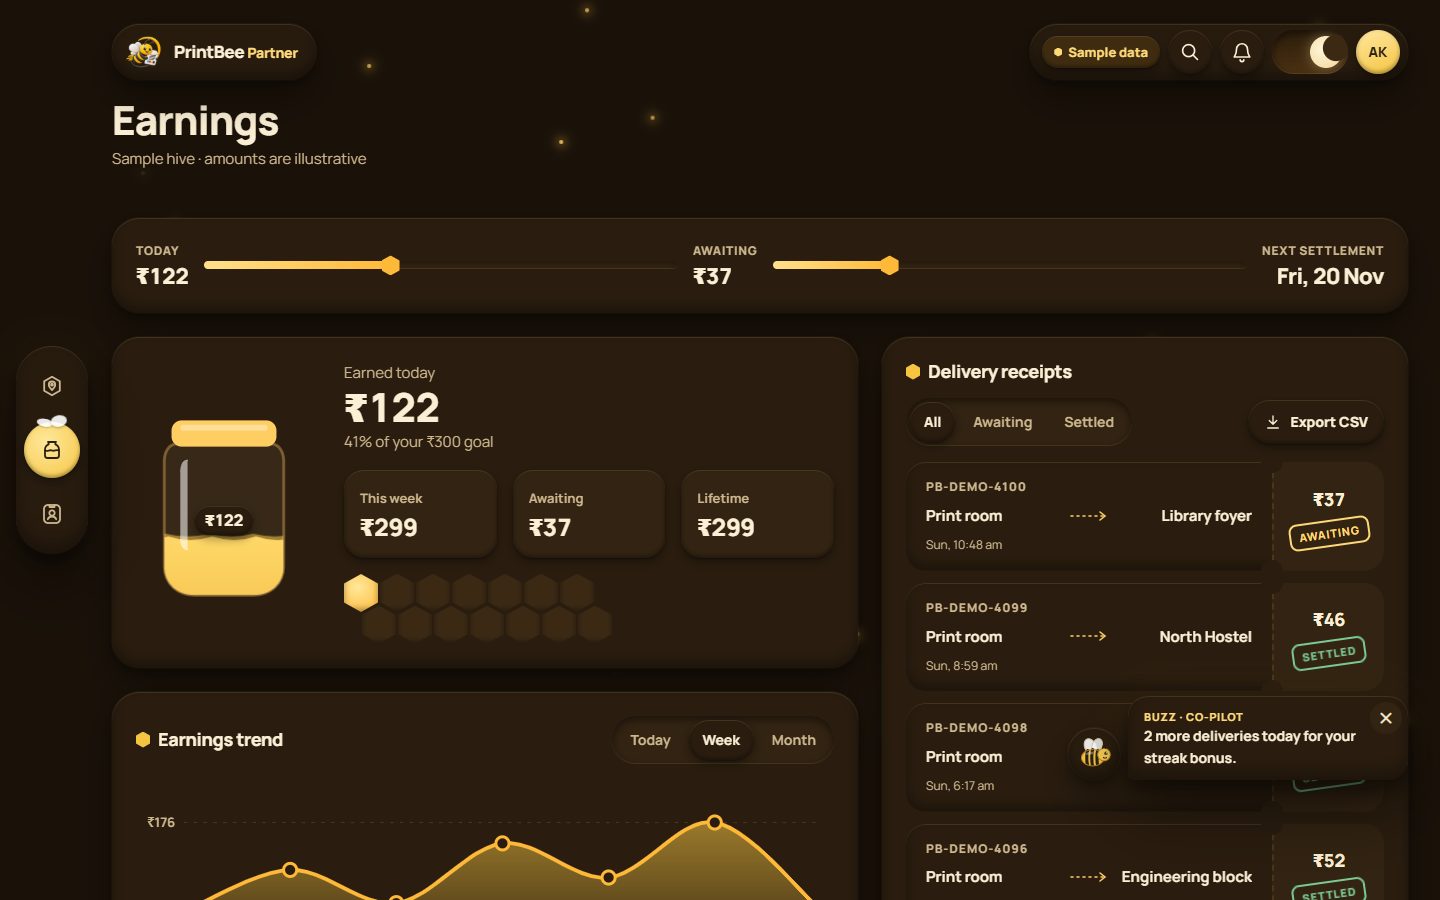 PrintBee Partner
Sample data
AK
Earnings
Sample hive · amounts are illustrative
TODAY
₹122
AWAITING
₹37
NEXT SETTLEMENT
Fri, 20 Nov
Earned today
₹122
41% of your ₹300 goal
This week
₹299
Awaiting
₹37
Lifetime
₹299
₹122
Delivery receipts
All
Awaiting
Settled
Export CSV
PB-DEMO-4100
Print room
Library foyer
Sun, 10:48 am
₹37
AWAITING
PB-DEMO-4099
Print room
North Hostel
Sun, 8:59 am
₹46
SETTLED
PB-DEMO-4098
Print room
Sun, 6:17 am
BUZZ · CO-PILOT
2 more deliveries today for your
streak bonus.
PB-DEMO-4096
Print room
Engineering block
₹52
SETTLED
Earnings trend
Today
Week
Month
₹176